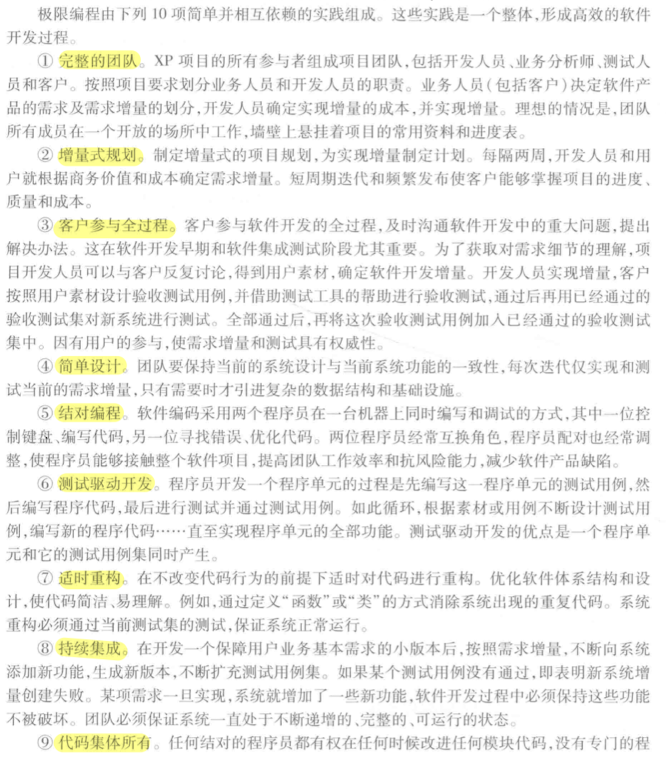 极限编程由下列 10 项简单并相互依赖的实践组成。这些实践是一个整体,形成高效的软件
开发过程。
① 完整的团队。XP 项目的所有参与者组成项目团队,包括开发人员、业务分析师、测试人
员和客户。按照项目要求划分业务人员和开发人员的职责。业务人员(包括客户)决定软件产
品的需求及需求增量的划分,开发人员确定实现增量的成本,并实现增量。理想的情况是,团队
所有成员在一个开放的场所中工作,墙壁上悬挂着项目的常用资料和进度表。
② 增量式规划。制定增量式的项目规划,为实现增量制定计划。每隔两周,开发人员和用
户就根据商务价值和成本确定需求增量。短周期迭代和频繁发布使客户能够掌握项目的进度、
质量和成本。
③ 客户参与全过程。客户参与软件开发的全过程,及时沟通软件开发中的重大问题,提出
解决办法。这在软件开发早期和软件集成测试阶段尤其重要。为了获取对需求细节的理解,项
目开发人员可以与客户反复讨论,得到用户素材,确定软件开发增量。开发人员实现增量,客户
按照用户素材设计验收测试用例,并借助测试工具的帮助进行验收测试,通过后再用已经通过的
验收测试集对新系统进行测试。全部通过后,再将这次验收测试用例加入已经通过的验收测试
集中。因有用户的参与,使需求增量和测试具有权威性。
④ 简单设计。团队要保持当前的系统设计与当前系统功能的一致性,每次迭代仅实现和测
试当前的需求增量,只有需要时才引进复杂的数据结构和基础设施。
⑤ 结对编程。软件编码采用两个程序员在一台机器上同时编写和调试的方式,其中一位控
制键盘、编写代码,另一位寻找错误、优化代码。两位程序员经常互换角色,程序员配对也经常调
整,使程序员能够接触整个软件项目,提高团队工作效率和抗风险能力,减少软件产品缺陷。
⑥ 测试驱动开发。程序员开发一个程序单元的过程是先编写这一程序单元的测试用例,然
后编写程序代码,最后进行测试并通过测试用例。如此循环,根据素材或用例不断设计测试用
例,编写新的程序代码……直至实现程序单元的全部功能。测试驱动开发的优点是一个程序单
元和它的测试用例集同时产生。
⑦ 适时重构。在不改变代码行为的前提下适时对代码进行重构。优化软件体系结构和设
计,使代码简洁、易理解。例如,通过定义“函数”或“类”的方式消除系统出现的重复代码。系统
重构必须通过当前测试集的测试,保证系统正常运行。
⑧ 持续集成。在开发一个保障用户业务基本需求的小版本后,按照需求增量,不断向系统
添加新功能,生成新版本,不断扩充测试用例集。如果某个测试用例没有通过,即表明新系统增
量创建失败。某项需求一旦实现,系统就增加了一些新功能,软件开发过程中必须保持这些功能
不被破坏。团队必须保证系统一直处于不断递增的、完整的、可运行的状态。
⑨ 代码集体所有。任何结对的程序员都有权在任何时候改进任何模块代码,没有专门的程